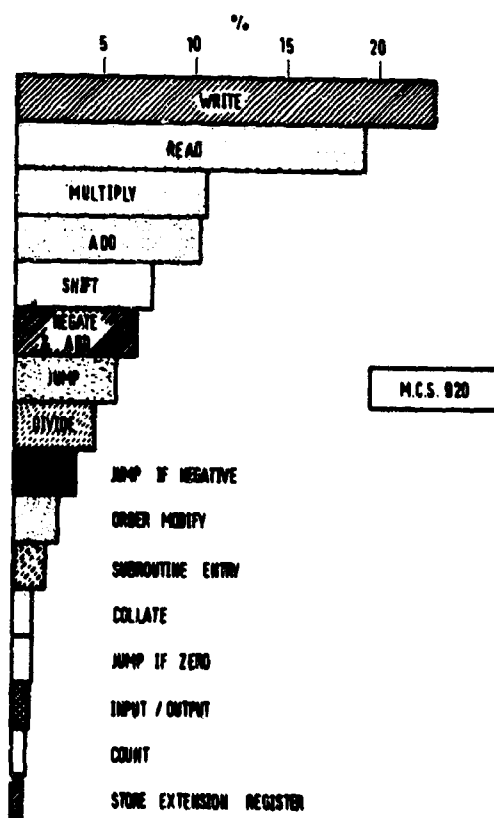 %
5 10 15 20
WRITE
READ
MULTIPLY
ADD
SHIFT
NEGATE
& ADD
JUMP
M.C.S. 920
DIVIDE
JUMP IF NEGATIVE
ORDER MODIFY
SUBROUTINE ENTRY
COLLATE
JUMP IF ZERO
INPUT / OUTPUT
COUNT
STORE EXTENSION REGISTER